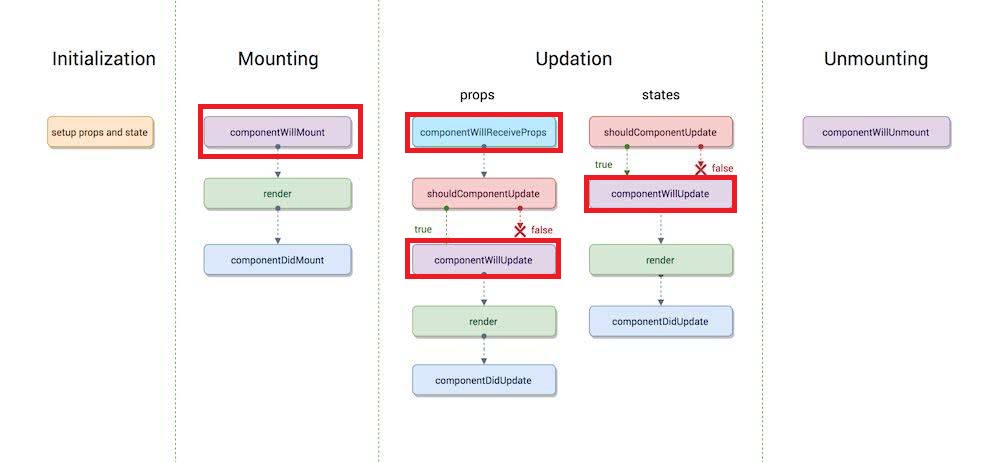 Initialization
setup props and state
Mounting
componentWillMount
render
componentDidMount
Updation
props
componentWillReceiveProps
shouldComponentUpdate
true
false
componentWillUpdate
render
componentDidUpdate
states
shouldComponentUpdate
true
false
componentWillUpdate
render
componentDidUpdate
Unmounting
componentWillUnmount